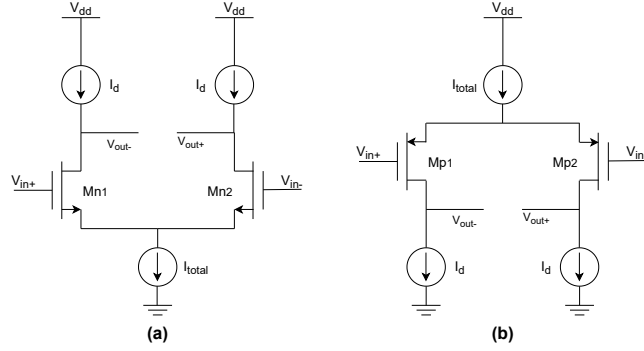 Vdd Vdd Vdd
Id Id Itotal
Vout- Vout+
Vin+ Mn1 Mn2 Vin-
Vin+ Mp1 Mp2 Vin
Itotal
Vout- Vout+
Id Id
(a) (b)